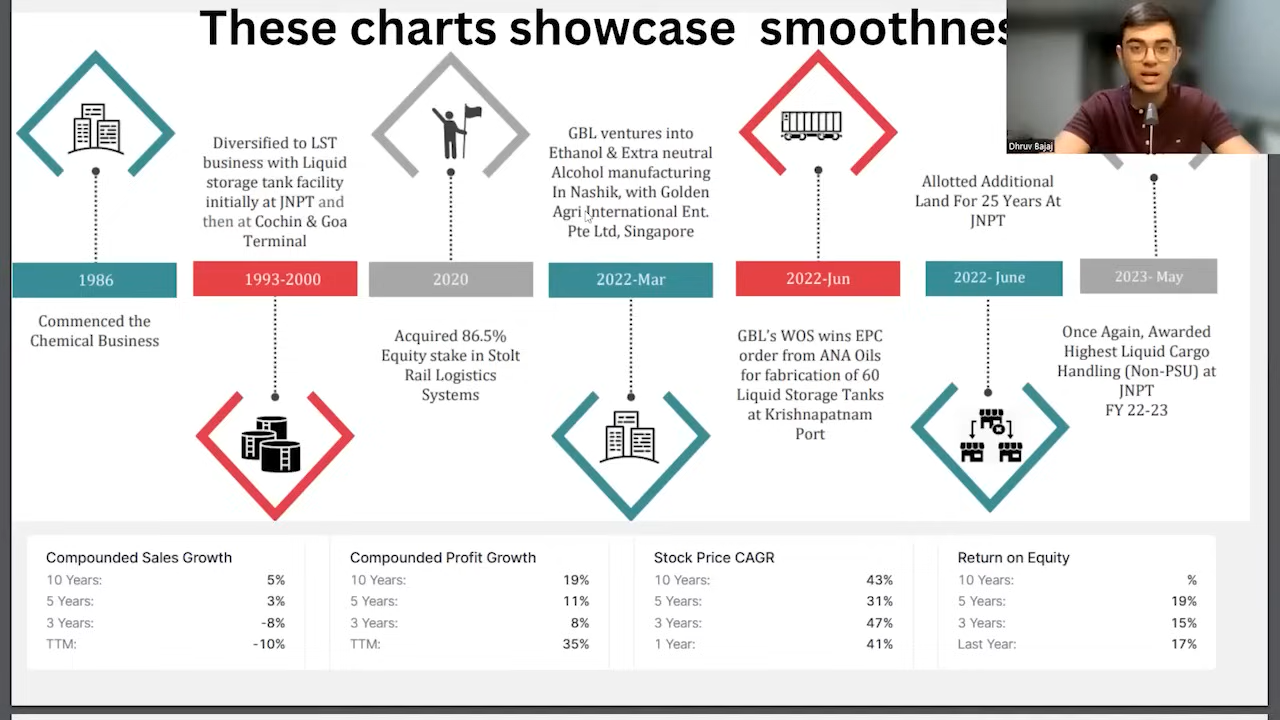 These charts showcase smoothnes
Dhruv Bajaj
Diversified to LST
business with Liquid
storage tank facility
initially at JNPT and
then at Cochin & Goa
Terminal
GBL ventures into
Ethanol & Extra neutral
Alcohol manufacturing
In Nashik, with Golden
Agri International Ent.
Pte Ltd, Singapore
Allotted Additional
Land For 25 Years At
JNPT
1986
1993-2000
2020
2022-Mar
2022-Jun
2022- June
2023- May
Commenced the
Chemical Business
Acquired 86.5%
Equity stake in Stolt
Rail Logistics
Systems
GBL's WOS wins EPC
order from ANA Oils
for fabrication of 60
Liquid Storage Tanks
at Krishnapatnam
Port
Once Again, Awarded
Highest Liquid Cargo
Handling (Non-PSU) at
JNPT
FY 22-23
Compounded Sales Growth
10 Years: 5%
5 Years: 3%
3 Years: -8%
TTM: -10%
Compounded Profit Growth
10 Years: 19%
5 Years: 11%
3 Years: 8%
TTM: 35%
Stock Price CAGR
10 Years: 43%
5 Years: 31%
3 Years: 47%
1 Year: 41%
Return on Equity
10 Years: %
5 Years: 19%
3 Years: 15%
Last Year: 17%